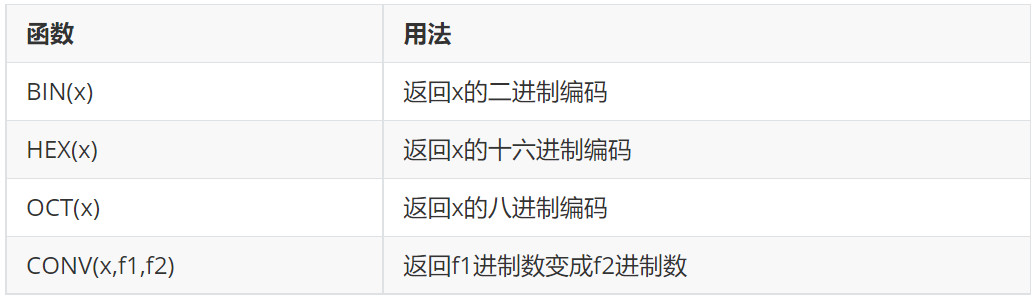 函数 用法
BIN(x) 返回x的二进制编码
HEX(x) 返回x的十六进制编码
OCT(x) 返回x的八进制编码
CONV(x,f1,f2) 返回f1进制数变成f2进制数